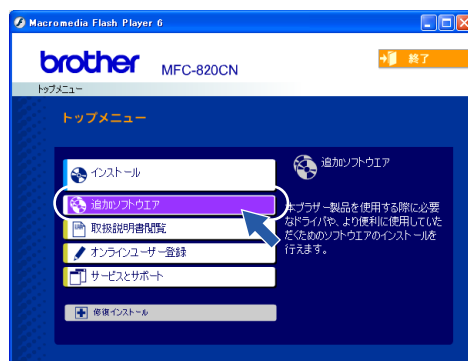 Macromedia Flash Player 6
brother MFC-820CN
終了
トップメニュー
トップメニュー
インストール
追加ソフトウエア
取扱説明書閲覧
オンラインユーザー登録
サービスとサポート
修復インストール
追加ソフトウエア
本ブラザー製品を使用する際に必要
なドライバや、より便利に使用していた
だくためのソフトウエアのインストールを
行えます。